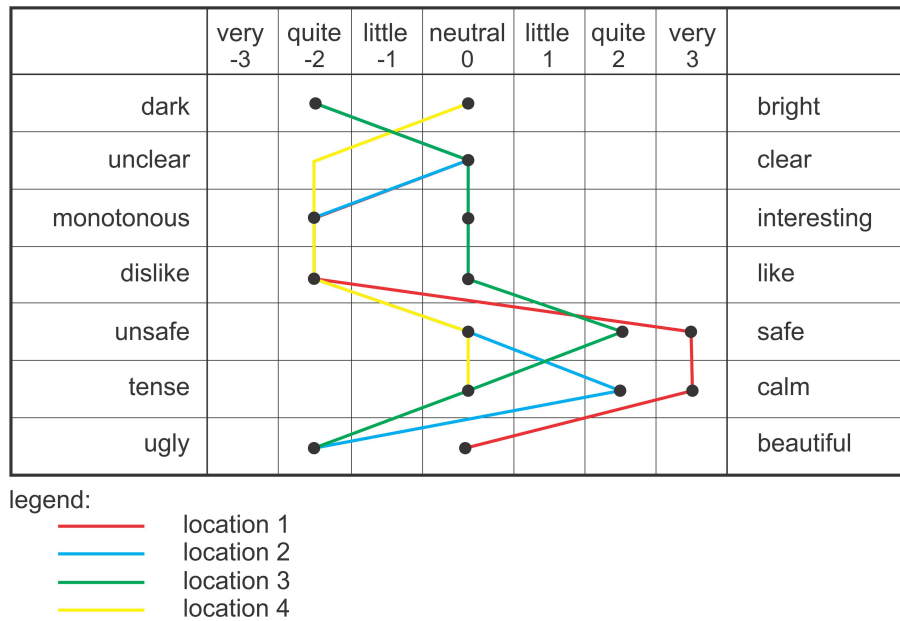 very quite little neutral little quite very
-3 -2 -1 0 1 2 3
dark bright
unclear clear
monotonous interesting
dislike like
unsafe safe
tense calm
ugly beautiful
legend:
location 1
location 2
location 3
location 4